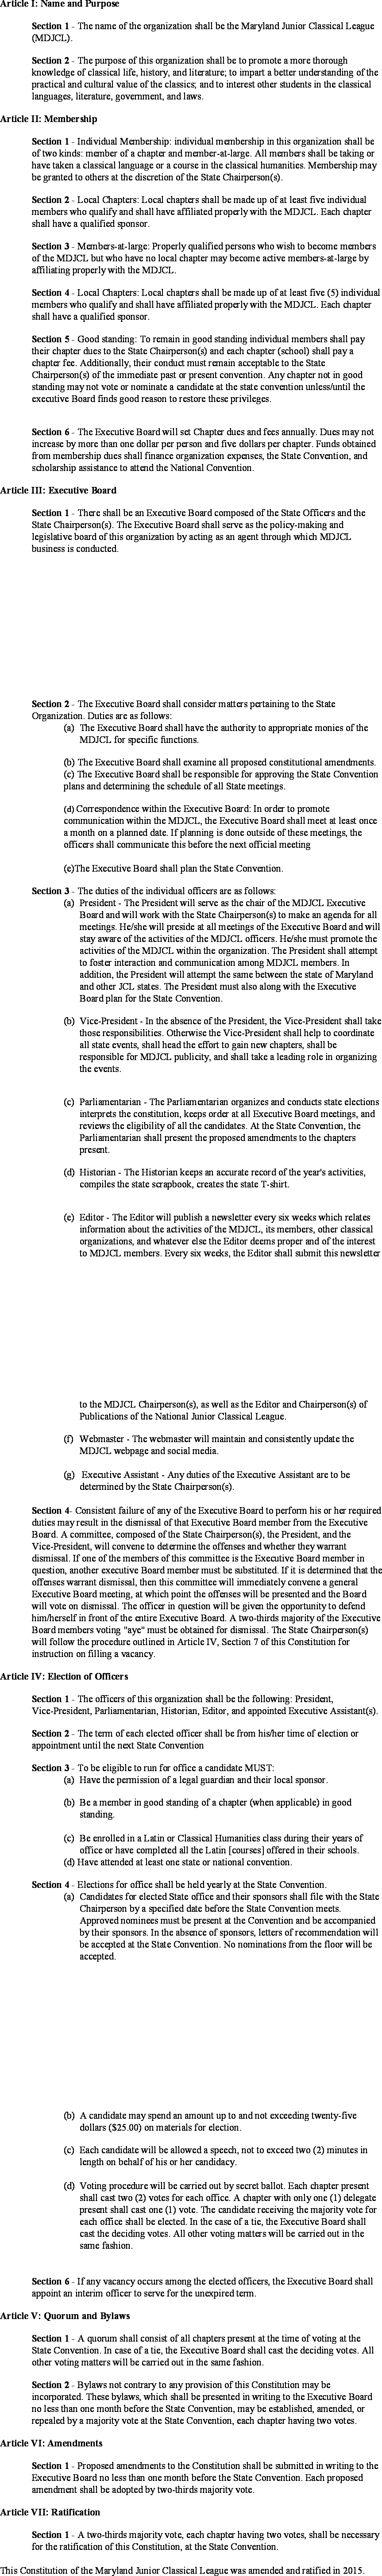 Article I: Name and Purpose
Section 1 - The name of the organization shall be the Maryland Junior Classical League
(MDJCL).
Section 2 - The purpose of this organization shall be to promote a more thorough
knowledge of classical life, history, and literature; to impart a better understanding of the
practical and cultural value of the classics; and to interest other students in the classical
languages, literature, government, and laws.
Article II: Membership
Section 1 - Individual Membership: individual membership in this organization shall be
of two kinds: member of a chapter and member-at-large. All members shall be taking or
have taken a classical language or a course in the classical humanities. Membership may
be granted to others at the discretion of the State Chairperson(s).
Section 2 - Local Chapters: Local chapters shall be made up of at least five individual
members who qualify and shall have affiliated properly with the MDJCL. Each chapter
shall have a qualified sponsor.
Section 3 - Members-at-large: Properly qualified persons who wish to become members
of the MDJCL but who have no local chapter may become active members-at-large by
affiliating properly with the MDJCL.
Section 4 - Local Chapters: Local chapters shall be made up of at least five (5) individual
members who qualify and shall have affiliated properly with the MDJCL. Each chapter
shall have a qualified sponsor.
Section 5 - Good standing: To remain in good standing individual members shall pay
their chapter dues to the State Chairperson(s) and each chapter (school) shall pay a
chapter fee. Additionally, their conduct must remain acceptable to the State
Chairperson(s) of the immediate past or present convention. Any chapter not in good
standing may not vote or nominate a candidate at the state convention unless/until the
executive Board finds good reason to restore these privileges.
Section 6 - The Executive Board will set Chapter dues and fees annually. Dues may not
increase by more than one dollar per person and five dollars per chapter. Funds obtained
from membership dues shall finance organization expenses, the State Convention, and
scholarship assistance to attend the National Convention.
Article III: Executive Board
Section 1 - There shall be an Executive Board composed of the State Officers and the
State Chairperson(s). The Executive Board shall serve as the policy-making and
legislative board of this organization by acting as an agent through which MDJCL
business is conducted.
Section 2 - The Executive Board shall consider matters pertaining to the State
Organization. Duties are as follows:
(a) The Executive Board shall have the authority to appropriate monies of the
MDJCL for specific functions.
(b) The Executive Board shall examine all proposed constitutional amendments.
(c) The Executive Board shall be responsible for approving the State Convention
plans and determining the schedule of all State meetings.
(d) Correspondence within the Executive Board: In order to promote
communication within the MDJCL, the Executive Board shall meet at least once
a month on a planned date. If planning is done outside of these meetings, the
officers shall communicate this before the next official meeting
(e)The Executive Board shall plan the State Convention.
Section 3 - The duties of the individual officers are as follows:
(a) President - The President will serve as the chair of the MDJCL Executive
Board and will work with the State Chairperson(s) to make an agenda for all
meetings. He/she will preside at all meetings of the Executive Board and will
stay aware of the activities of the MDJCL officers. He/she must promote the
activities of the MDJCL within the organization. The President shall attempt
to foster interaction and communication among MDJCL members. In
addition, the President will attempt the same between the state of Maryland
and other JCL states. The President must also along with the Executive
Board plan for the State Convention.
(b) Vice-President - In the absence of the President, the Vice-President shall take
those responsibilities. Otherwise the Vice-President shall help to coordinate
all state events, shall head the effort to gain new chapters, shall be
responsible for MDJCL publicity, and shall take a leading role in organizing
the events.
(c) Parliamentarian - The Parliamentarian organizes and conducts state elections
interprets the constitution, keeps order at all Executive Board meetings, and
reviews the eligibility of all the candidates. At the State Convention, the
Parliamentarian shall present the proposed amendments to the chapters
present.
(d) Historian - The Historian keeps an accurate record of the year's activities,
compiles the state scrapbook, creates the state T-shirt.
(e) Editor - The Editor will publish a newsletter every six weeks which relates
information about the activities of the MDJCL, its members, other classical
organizations, and whatever else the Editor deems proper and of the interest
to MDJCL members. Every six weeks, the Editor shall submit this newsletter
to the MDJCL Chairperson(s), as well as the Editor and Chairperson(s) of
Publications of the National Junior Classical League.
(f) Webmaster - The webmaster will maintain and consistently update the
MDJCL webpage and social media.
(g) Executive Assistant - Any duties of the Executive Assistant are to be
determined by the State Chairperson(s).
Section 4- Consistent failure of any of the Executive Board to perform his or her required
duties may result in the dismissal of that Executive Board member from the Executive
Board. A committee, composed of the State Chairperson(s), the President, and the
Vice-President, will convene to determine the offenses and whether they warrant
dismissal. If one of the members of this committee is the Executive Board member in
question, another executive Board must be substituted. If it is determined that the
offenses warrant dismissal, then this committee will immediately convene a general
Executive Board meeting, at which point the offenses will be presented and the Board
will vote on dismissal. The officer in question will be given the opportunity to defend
him/herself in front of the entire Executive Board. A two-thirds majority of the Executive
Board members voting "aye" must be obtained for dismissal. The State Chairperson(s)
will follow the procedure outlined in Article IV, Section 7 of this Constitution for
instruction on filling a vacancy.
Article IV: Election of Officers
Section 1 - The officers of this organization shall be the following: President,
Vice-President, Parliamentarian, Historian, Editor, and appointed Executive Assistant(s).
Section 2 - The term of each elected officer shall be from his/her time of election or
appointment until the next State Convention
Section 3 - To be eligible to run for office a candidate MUST:
(a) Have the permission of a legal guardian and their local sponsor.
(b) Be a member in good standing of a chapter (when applicable) in good
standing.
(c) Be enrolled in a Latin or Classical Humanities class during their years of
office or have completed all the Latin [courses] offered in their schools.
(d) Have attended at least one state or national convention.
Section 4 - Elections for office shall be held yearly at the State Convention.
(a) Candidates for elected State office and their sponsors shall file with the State
Chairperson by a specified date before the State Convention meets.
Approved nominees must be present at the Convention and be accompanied
by their sponsors. In the absence of sponsors, letters of recommendation will
be accepted at the State Convention. No nominations from the floor will be
accepted.
(b) A candidate may spend an amount up to and not exceeding twenty-five
dollars ($25.00) on materials for election.
(c) Each candidate will be allowed a speech, not to exceed two (2) minutes in
length on behalf of his or her candidacy.
(d) Voting procedure will be carried out by secret ballot. Each chapter present
shall cast two (2) votes for each office. A chapter with only one (1) delegate
present shall cast one (1) vote. The candidate receiving the majority vote for
each office shall be elected. In the case of a tie, the Executive Board shall
cast the deciding votes. All other voting matters will be carried out in the
same fashion.
Section 6 - If any vacancy occurs among the elected officers, the Executive Board shall
appoint an interim officer to serve for the unexpired term.
Article V: Quorum and Bylaws
Section 1 - A quorum shall consist of all chapters present at the time of voting at the
State Convention. In case of a tie, the Executive Board shall cast the deciding votes. All
other voting matters will be carried out in the same fashion.
Section 2 - Bylaws not contrary to any provision of this Constitution may be
incorporated. These bylaws, which shall be presented in writing to the Executive Board
no less than one month before the State Convention, may be established, amended, or
repealed by a majority vote at the State Convention, each chapter having two votes.
Article VI: Amendments
Section 1 - Proposed amendments to the Constitution shall be submitted in writing to the
Executive Board no less than one month before the State Convention. Each proposed
amendment shall be adopted by two-thirds majority vote.
Article VII: Ratification
Section 1 - A two-thirds majority vote, each chapter having two votes, shall be necessary
for the ratification of this Constitution, at the State Convention.
This Constitution of the Maryland Junior Classical League was amended and ratified in 2015.